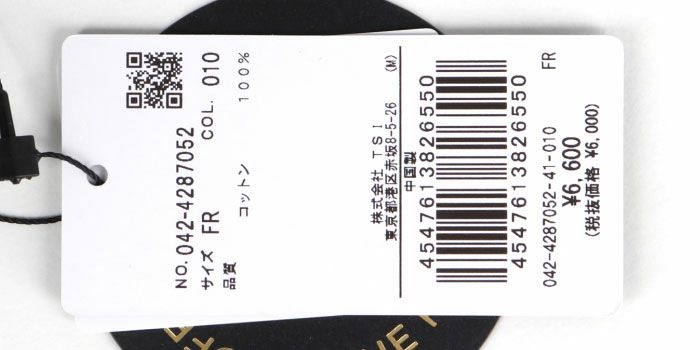 NO. 042-4287052 COL. 010
サイズ FR
品質 コットン 100%
株式会社 TSI (M)
東京都港区赤坂8-5-26
中国製
4547613826550
4547613826550
042-4287052-41-010 FR
¥6,600
(税抜価格 ¥6,000)